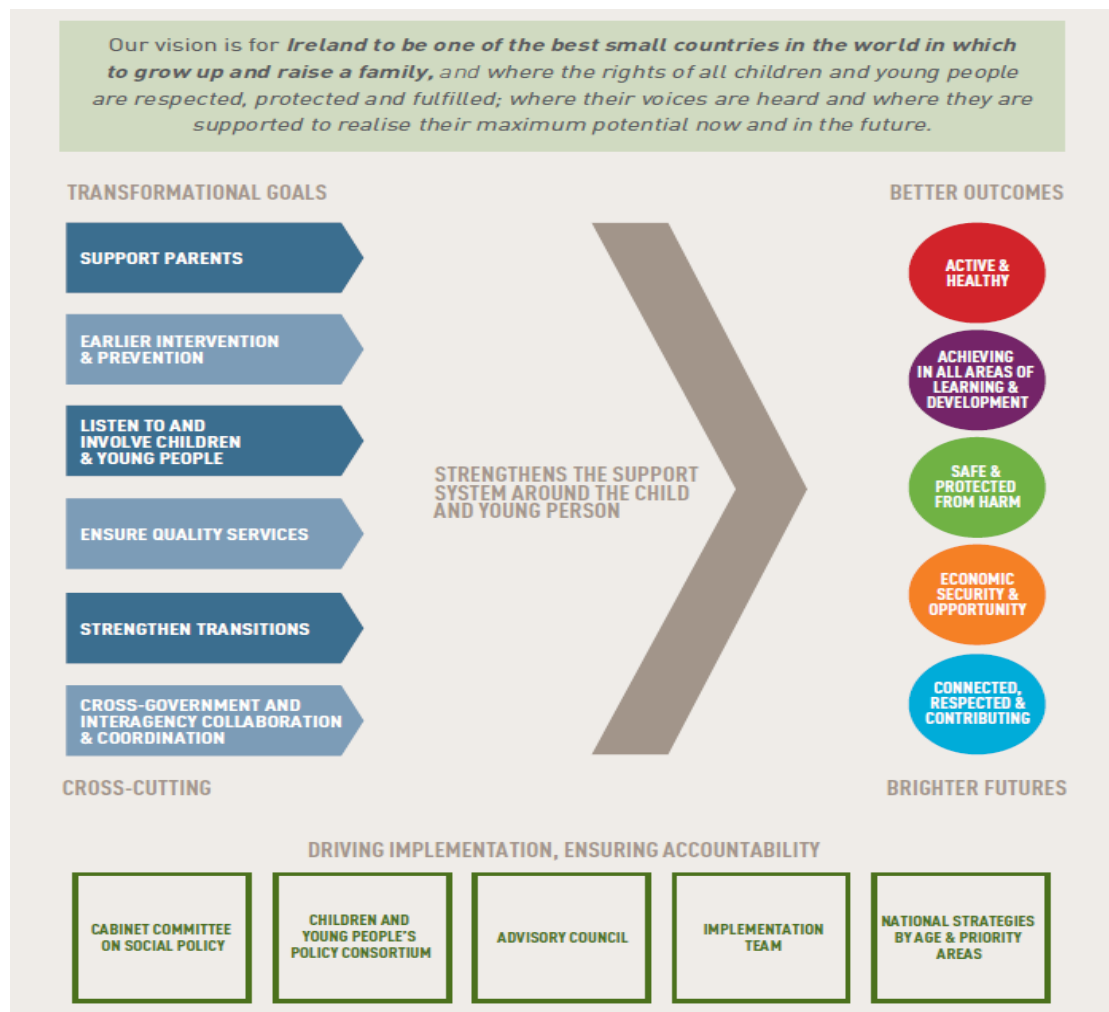 Our vision is for Ireland to be one of the best small countries in the world in which
to grow up and raise a family, and where the rights of all children and young people
are respected, protected and fulfilled; where their voices are heard and where they are
supported to realise their maximum potential now and in the future.
TRANSFORMATIONAL GOALS
SUPPORT PARENTS
EARLIER INTERVENTION
& PREVENTION
LISTEN TO AND
INVOLVE CHILDREN
& YOUNG PEOPLE
ENSURE QUALITY SERVICES
STRENGTHEN TRANSITIONS
CROSS-GOVERNMENT AND
INTERAGENCY COLLABORATION
& COORDINATION
CROSS-CUTTING
STRENGTHENS THE SUPPORT
SYSTEM AROUND THE CHILD
AND YOUNG PERSON
BETTER OUTCOMES
ACTIVE &
HEALTHY
ACHIEVING
IN ALL AREAS OF
LEARNING &
DEVELOPMENT
SAFE &
PROTECTED
FROM HARM
ECONOMIC
SECURITY &
OPPORTUNITY
CONNECTED,
RESPECTED &
CONTRIBUTING
BRIGHTER FUTURES
DRIVING IMPLEMENTATION, ENSURING ACCOUNTABILITY
CABINET COMMITTEE
ON SOCIAL POLICY
CHILDREN AND
YOUNG PEOPLE'S
POLICY CONSORTIUM
ADVISORY COUNCIL
IMPLEMENTATION
TEAM
NATIONAL STRATEGIES
BY AGE & PRIORITY
AREAS